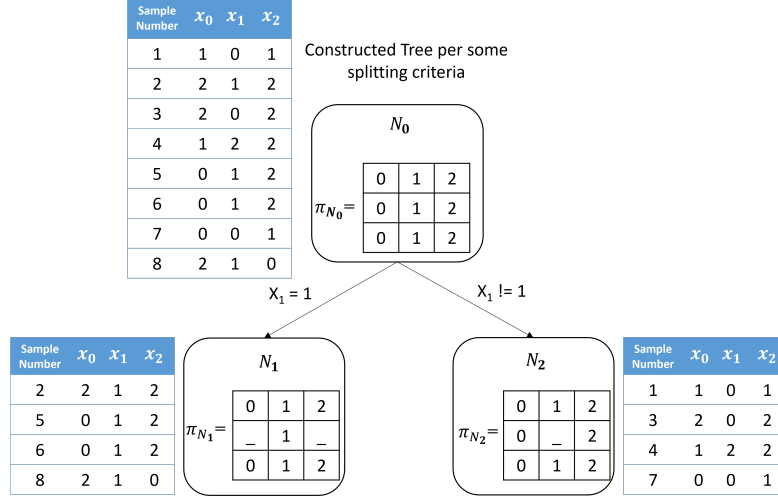 Sample Number x₀ x₁ x₂
1 1 0 1
2 2 1 2
3 2 0 2
4 1 2 2
5 0 1 2
6 0 1 2
7 0 0 1
8 2 1 0
Constructed Tree per some
splitting criteria
N₀
π_N₀=
0 1 2
0 1 2
0 1 2
X₁ = 1
X₁ != 1
Sample Number x₀ x₁ x₂
2 2 1 2
5 0 1 2
6 0 1 2
8 2 1 0
N₁
π_N₁=
0 1 2
_ 1 _
0 1 2
N₂
π_N₂=
0 1 2
0 _ 2
0 1 2
Sample Number x₀ x₁ x₂
1 1 0 1
3 2 0 2
4 1 2 2
7 0 0 1